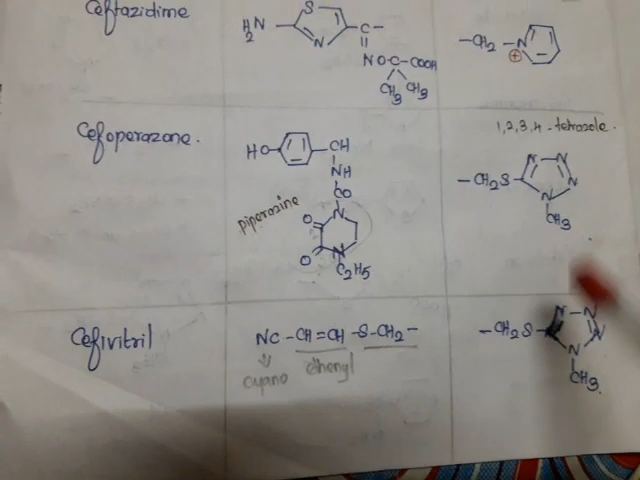 Ceftazidime
H₂N
S
N
-C-
||
NO-C-COOH
CH₃ CH₃
-CH₂-N
+
Cefoperazone.
HO-
-CH
NH
CO
piperazine
N
O
O
N
C₂H₅
1,2,3,4-tetrazole.
-CH₂S
N N
N
N
CH₃
Cefivitril
NC-CH=CH-S-CH₂-
cyano ethenyl
-CH₂S
N-N
N
N
CH₃.